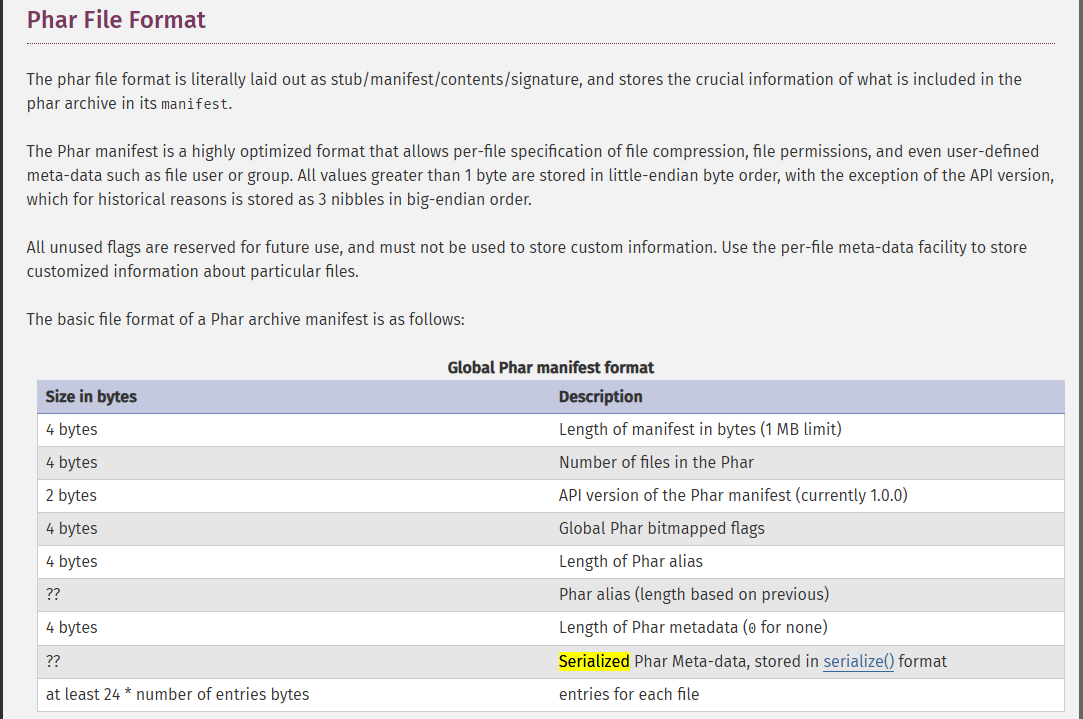 Phar File Format
The phar file format is literally laid out as stub/manifest/contents/signature, and stores the crucial information of what is included in the
phar archive in its manifest.
The Phar manifest is a highly optimized format that allows per-file specification of file compression, file permissions, and even user-defined
meta-data such as file user or group. All values greater than 1 byte are stored in little-endian byte order, with the exception of the API version,
which for historical reasons is stored as 3 nibbles in big-endian order.
All unused flags are reserved for future use, and must not be used to store custom information. Use the per-file meta-data facility to store
customized information about particular files.
The basic file format of a Phar archive manifest is as follows:
Global Phar manifest format
Size in bytes Description
4 bytes Length of manifest in bytes (1 MB limit)
4 bytes Number of files in the Phar
2 bytes API version of the Phar manifest (currently 1.0.0)
4 bytes Global Phar bitmapped flags
4 bytes Length of Phar alias
?? Phar alias (length based on previous)
4 bytes Length of Phar metadata (0 for none)
?? Serialized Phar Meta-data, stored in serialize() format
at least 24 * number of entries bytes entries for each file